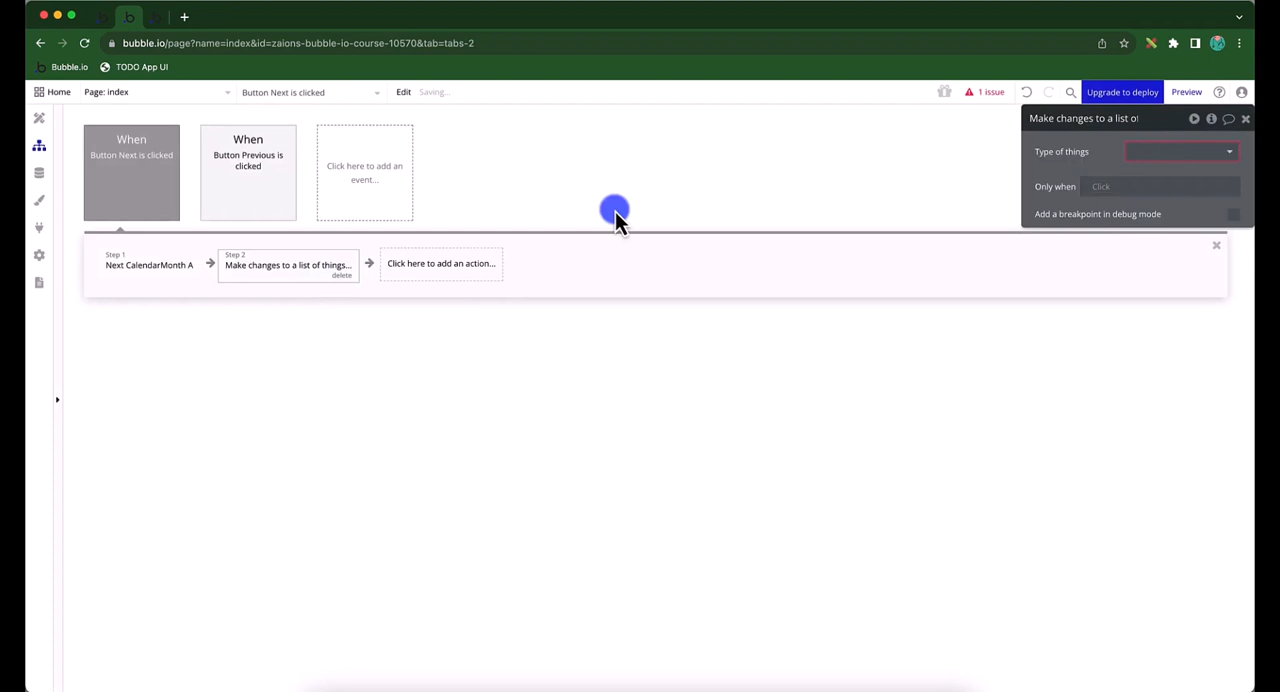 bubble.io/page?name=index&id=zaions-bubble-io-course-10570&tab=tabs-2
Bubble.io TODO App UI
Home Page: index Button Next is clicked Edit Saving... 1 issue Upgrade to deploy Preview
Make changes to a list of
When
Button Next is clicked
When
Button Previous is
clicked
Click here to add an
event...
Type of things
Only when Click
Add a breakpoint in debug mode
Step 1
Next CalendarMonth A
Step 2
Make changes to a list of things...
delete
Click here to add an action...